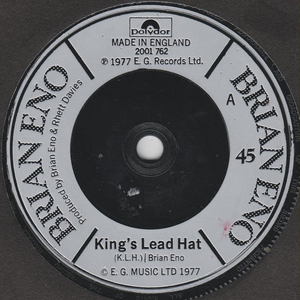 polydor
MADE IN ENGLAND
2001 762
Ⓟ 1977 E. G. Records Ltd.
BRIAN ENO
Produced by Brian Eno & Rhett Davies
A
45
BRIAN ENO
King's Lead Hat
(K.L.H.) | Brian Eno
© E. G. MUSIC LTD 1977